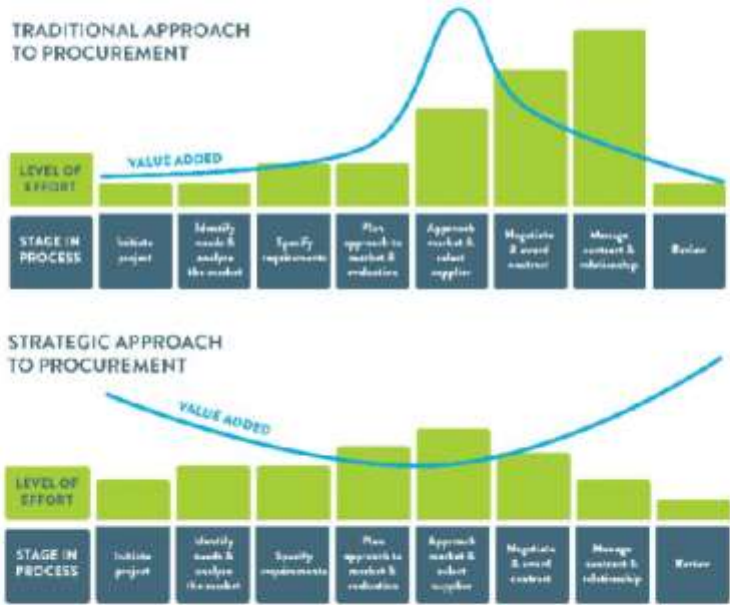 TRADITIONAL APPROACH
TO PROCUREMENT
VALUE ADDED
LEVEL OF
EFFORT
STAGE IN
PROCESS
Initiate
project
Identify
needs &
analyse
the market
Specify
requirements
Plan
approach to
market &
evaluation
Approach
market &
select
supplier
Negotiate
& award
contract
Manage
contract &
relationship
Review
STRATEGIC APPROACH
TO PROCUREMENT
VALUE ADDED
LEVEL OF
EFFORT
STAGE IN
PROCESS
Initiate
project
Identify
needs &
analyse
the market
Specify
requirements
Plan
approach to
market &
evaluation
Approach
market &
select
supplier
Negotiate
& award
contract
Manage
contract &
relationship
Review